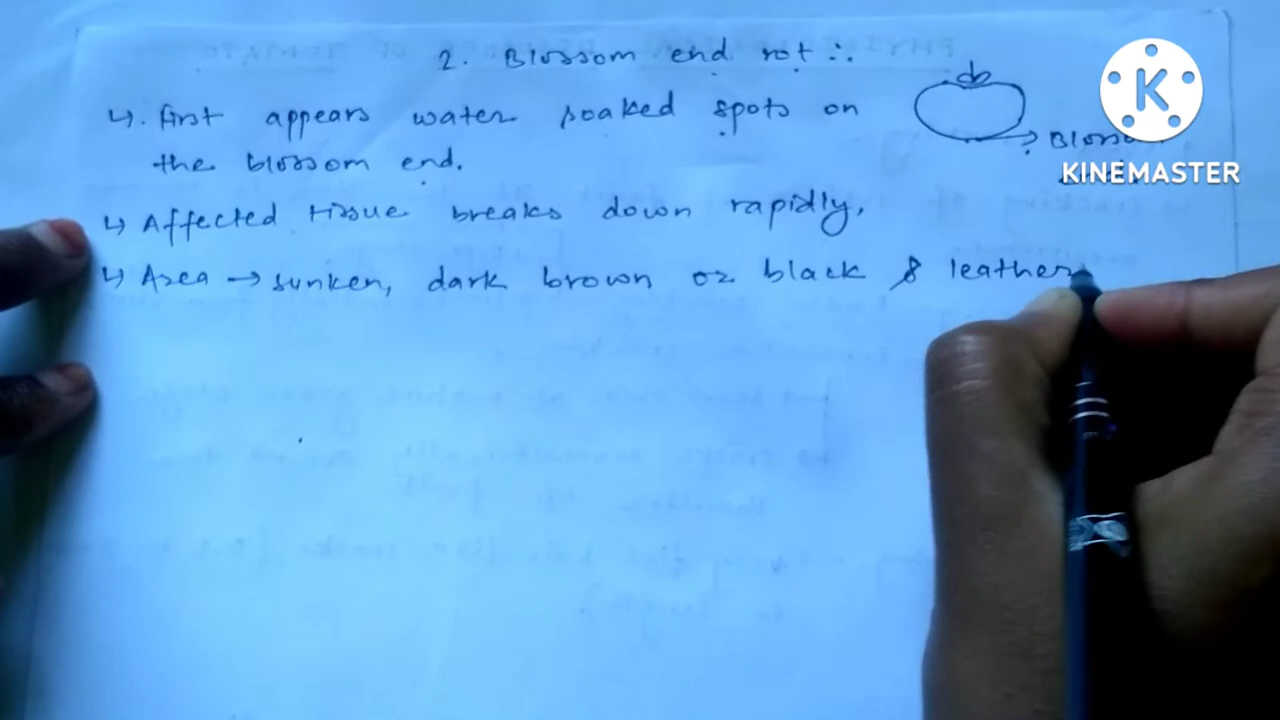 2. Blossom end rot :.
↳. First appears water soaked spots on
the blossom end.
↳ Affected tissue breaks down rapidly,
↳ Area → sunken, dark brown or black & leather
KINEMASTER